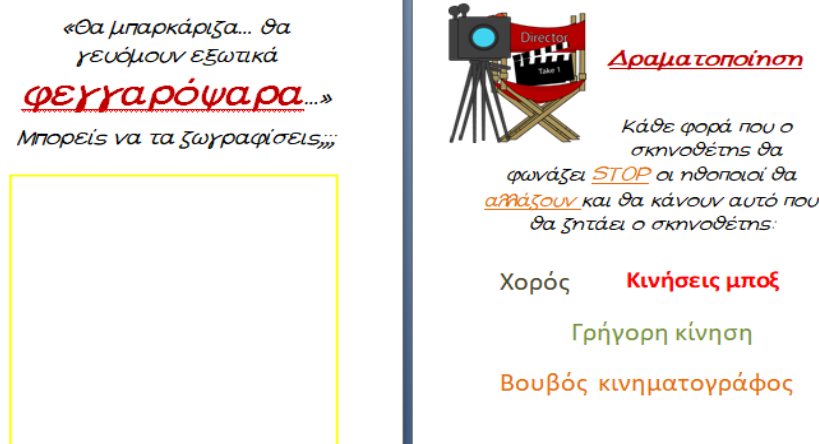 «Θα μπαρκάριζα... θα
γευόμουν εξωτικά
φεγγαρόψαρα...»
Μπορείς να τα ζωγραφίσεις;;;
Director
Take 1
Δραματοποίηση
Κάθε φορά που ο
σκηνοθέτης θα
φωνάζει STOP οι ηθοποιοί θα
αλλάζουν και θα κάνουν αυτό που
θα ζητάει ο σκηνοθέτης:
Χορός Κινήσεις μποξ
Γρήγορη κίνηση
Βουβός κινηματογράφος